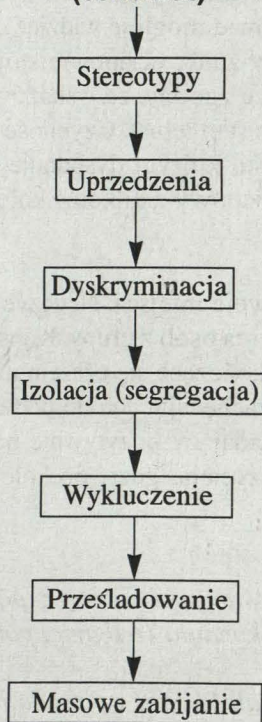 Stereotypy
Uprzedzenia
Dyskryminacja
Izolacja (segregacja)
Wykluczenie
Prześladowanie
Masowe zabijanie